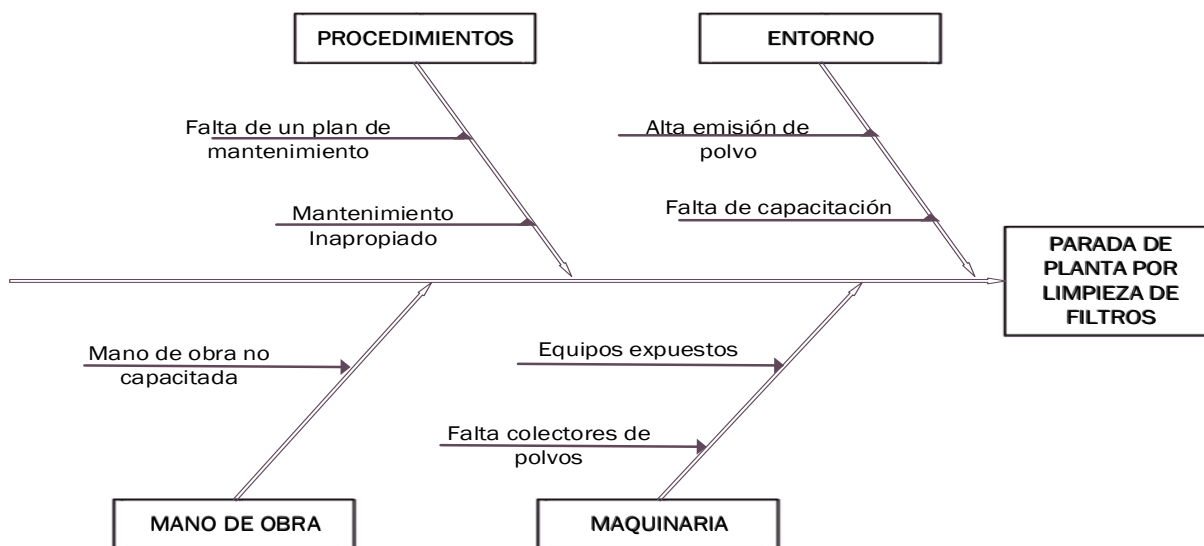 PROCEDIMIENTOS
ENTORNO
Falta de un plan de
mantenimiento
Alta emisión de
polvo
Mantenimiento
Inapropiado
Falta de capacitación
PARADA DE
PLANTA POR
LIMPIEZA DE
FILTROS
Mano de obra no
capacitada
Equipos expuestos
Falta colectores de
polvos
MANO DE OBRA
MAQUINARIA